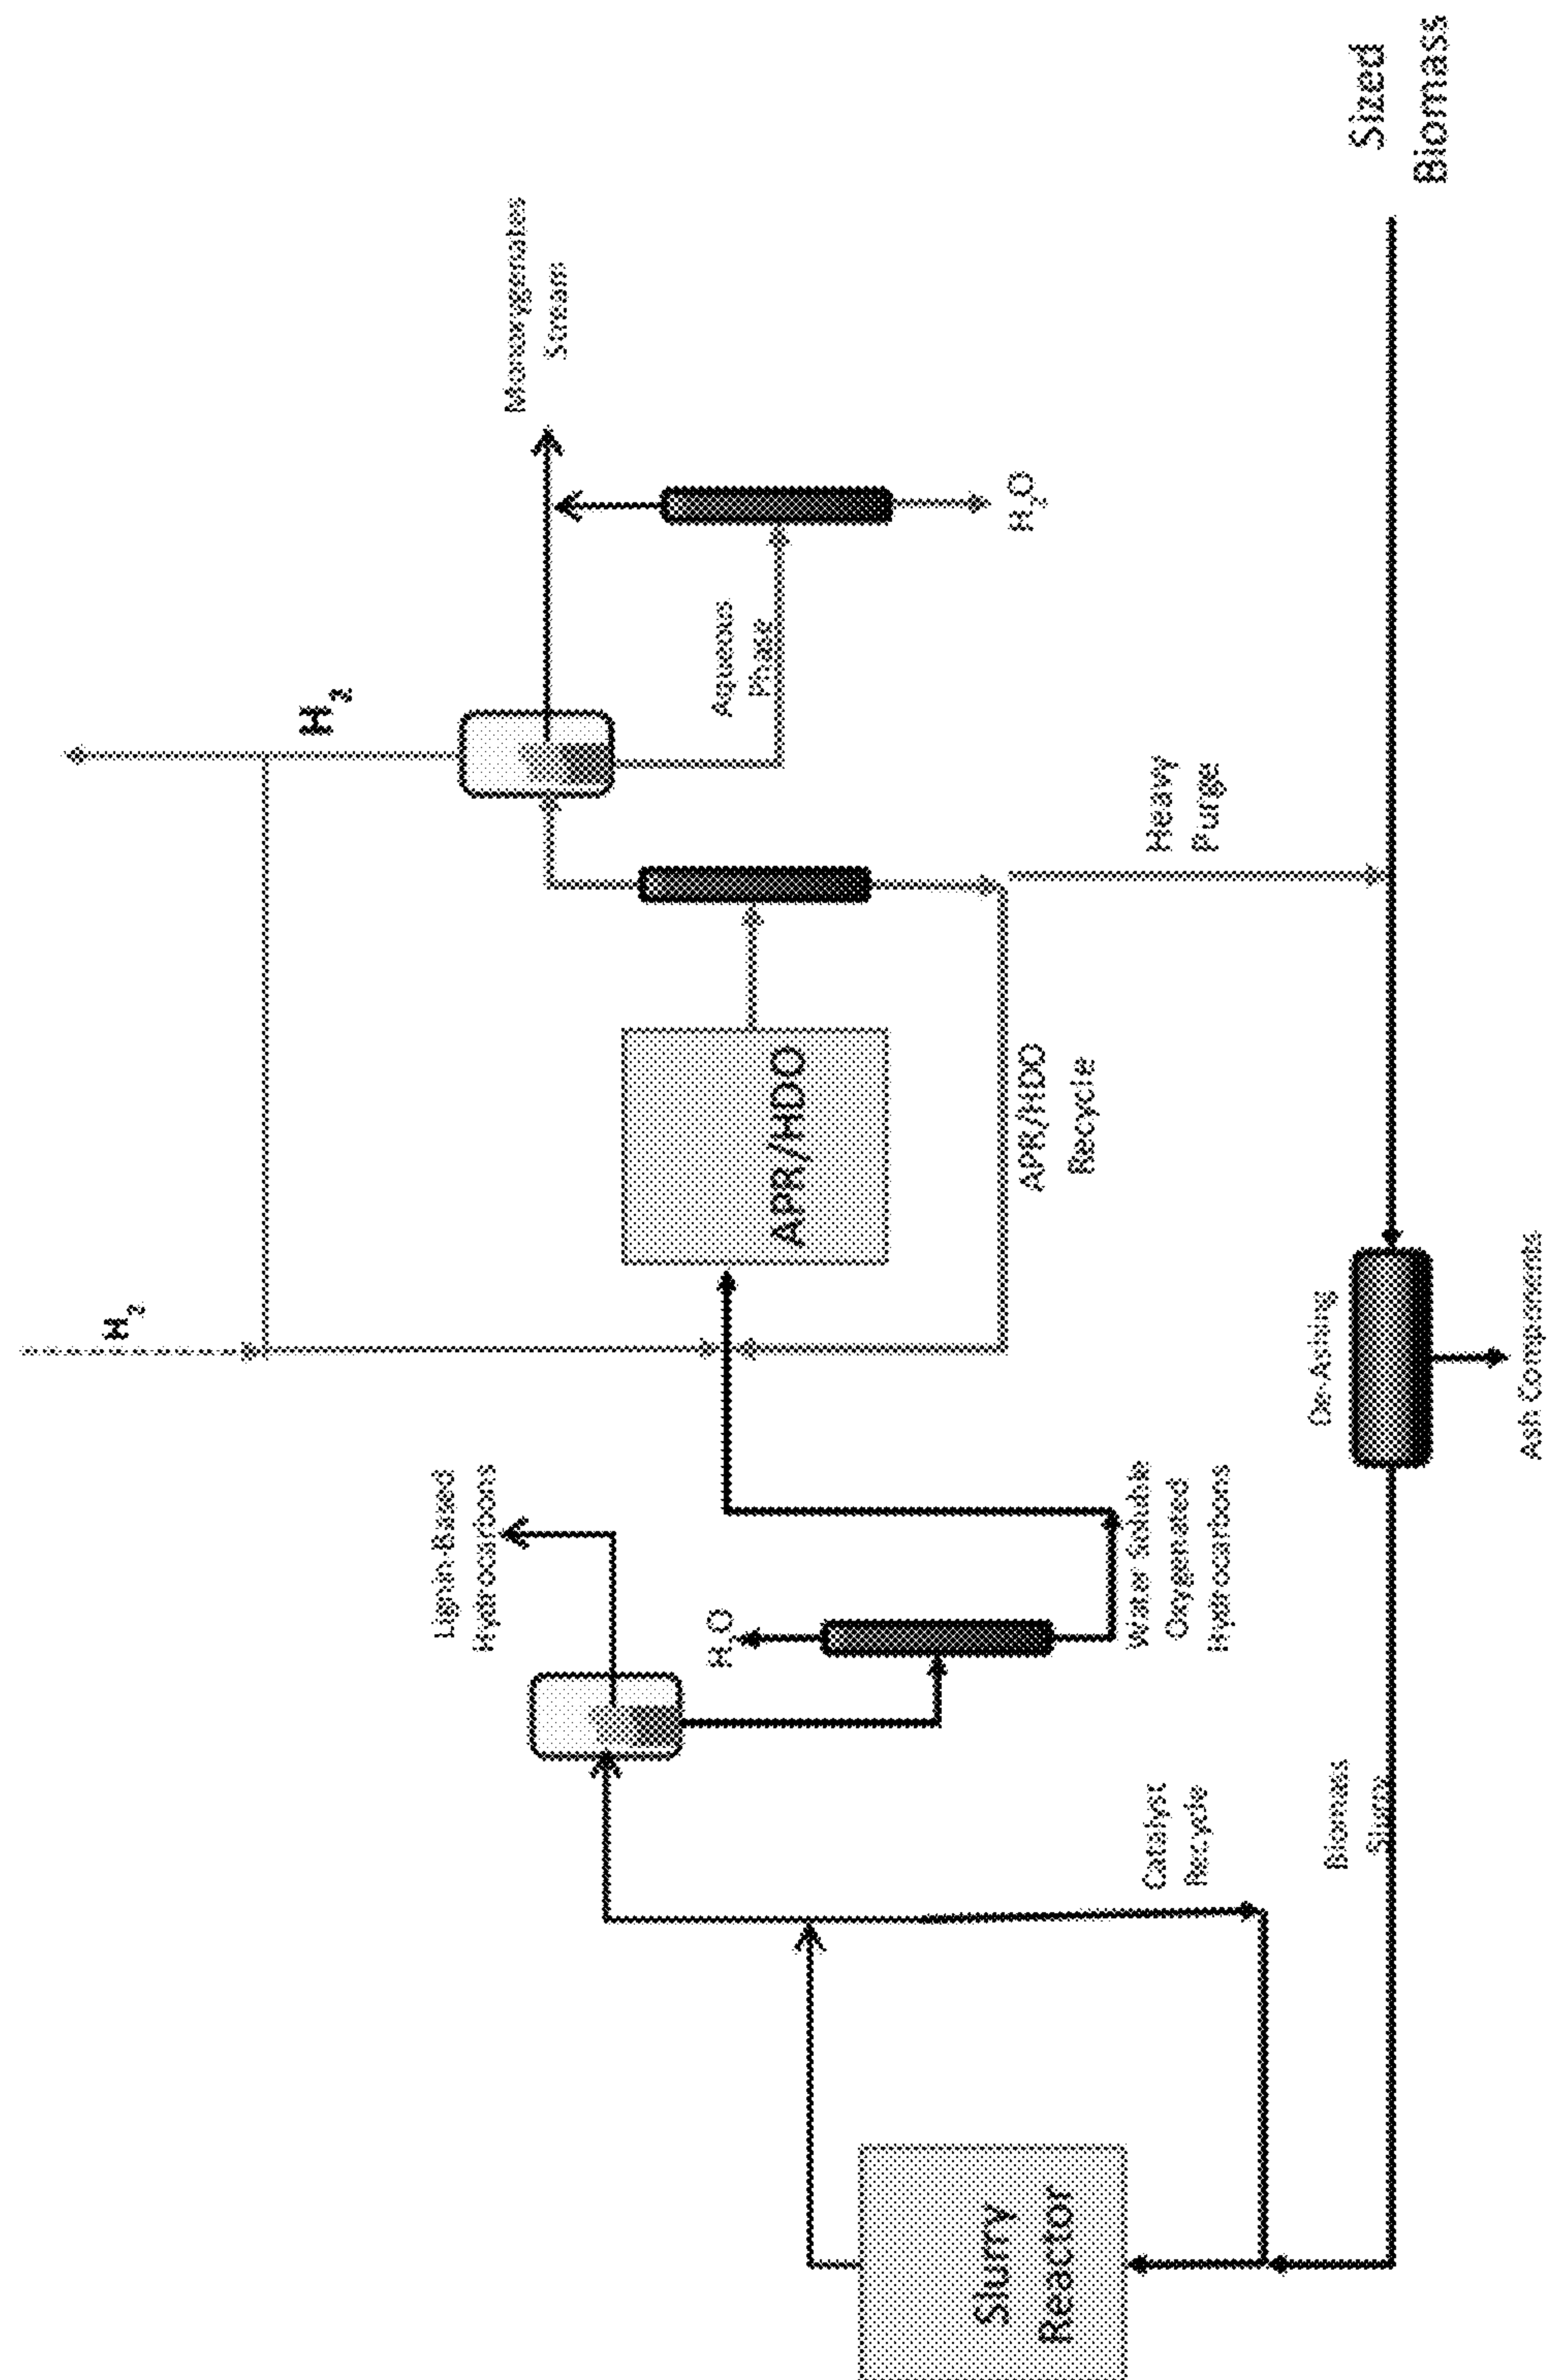 H₂
H₂
Lignin-Based
Hydrocarbons
Monoxygenates
Stream
H₂O
Aqueous
Phase
APR/HDO
Slurry
Reactor
H₂O
APR/HDO
Recycle
Water Soluble
Oxygenated
Hydrocarbons
Catalyst
Recycle
Heavy
Purge
De-Ashing
Biomass
Slurry
Sized
Biomass
Ash Components